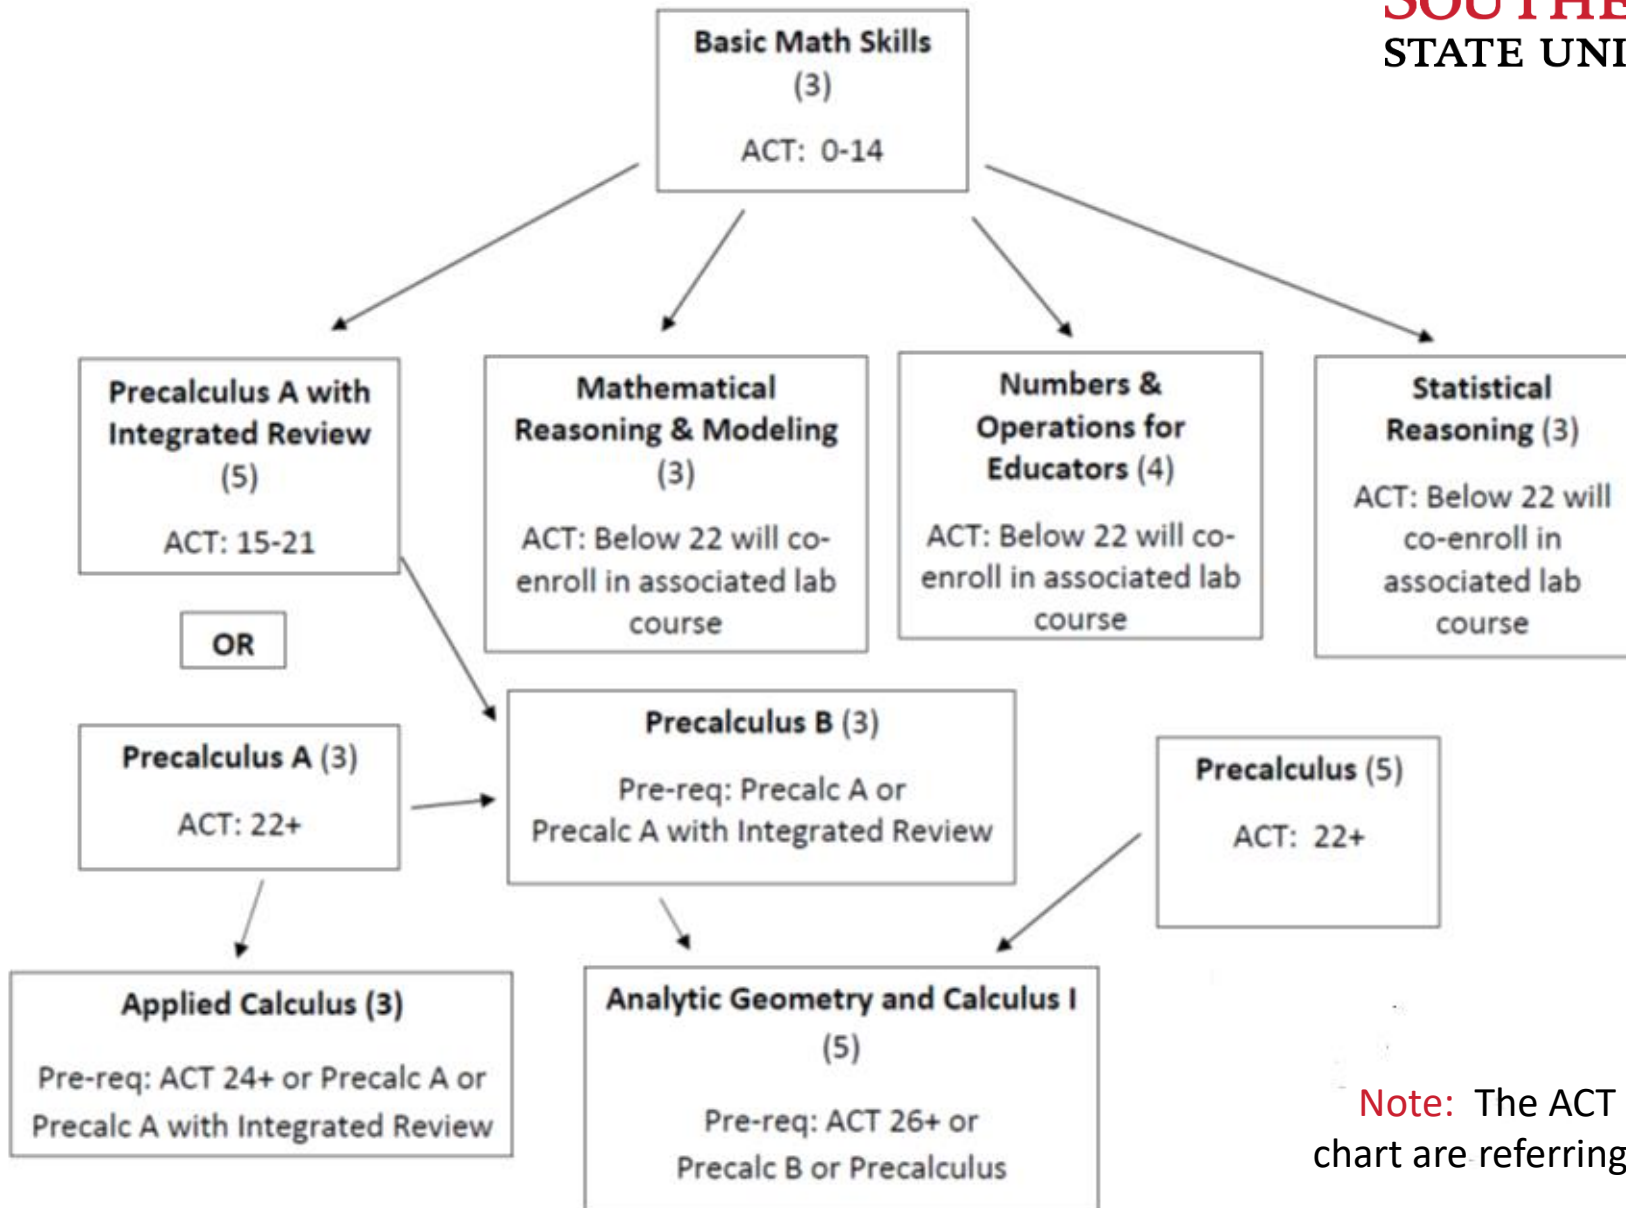 STATE UNI
Basic Math Skills
(3)
ACT: 0-14
Precalculus A with
Integrated Review
(5)
ACT: 15-21
Mathematical
Reasoning & Modeling
(3)
ACT: Below 22 will co-
enroll in associated lab
course
Numbers &
Operations for
Educators (4)
ACT: Below 22 will co-
enroll in associated lab
course
Statistical
Reasoning (3)
ACT: Below 22 will
co-enroll in
associated lab
course
OR
Precalculus A (3)
ACT: 22+
Precalculus B (3)
Pre-req: Precalc A or
Precalc A with Integrated Review
Precalculus (5)
ACT: 22+
Applied Calculus (3)
Pre-req: ACT 24+ or Precalc A or
Precalc A with Integrated Review
Analytic Geometry and Calculus I
(5)
Pre-req: ACT 26+ or
Precalc B or Precalculus
Note: The ACT
chart are referring